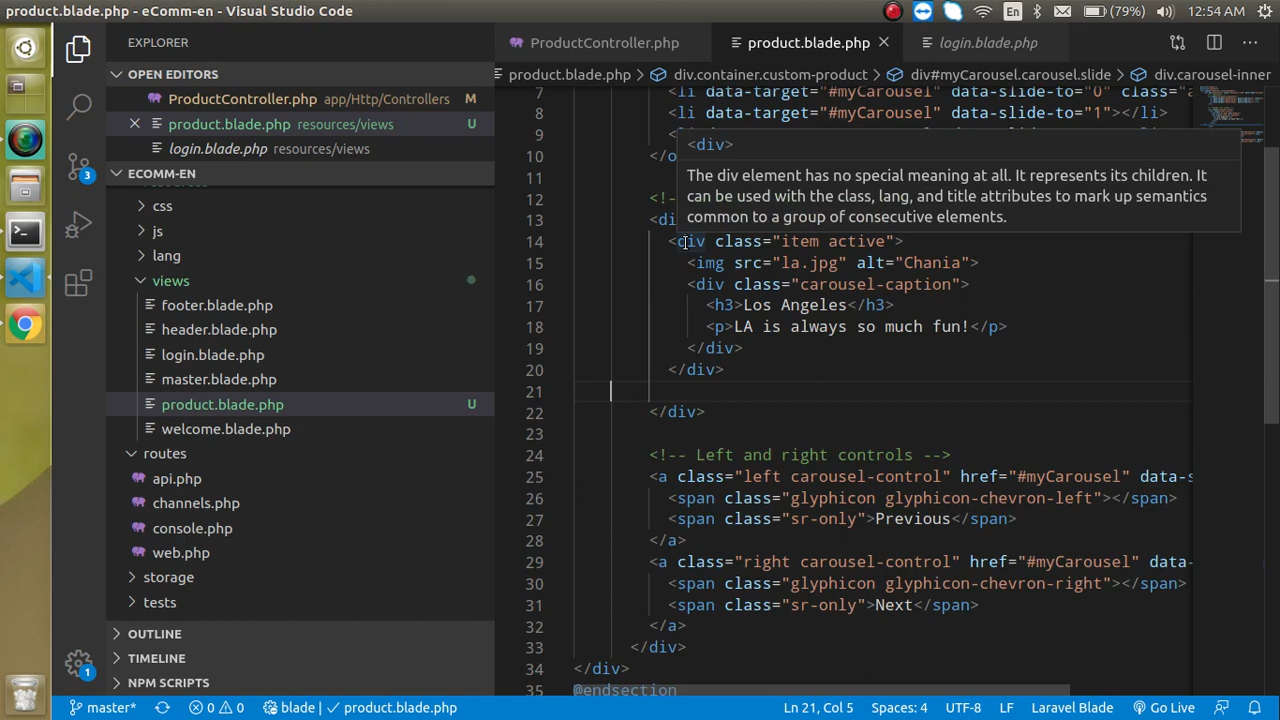 product.blade.php - eComm-en - Visual Studio Code
En
(79%)
12:54 AM
EXPLORER
OPEN EDITORS
ProductController.php app/Http/Controllers M
product.blade.php resources/views U
login.blade.php resources/views
ECOMM-EN
css
js
lang
views
footer.blade.php
header.blade.php
login.blade.php
master.blade.php
product.blade.php U
welcome.blade.php
routes
api.php
channels.php
console.php
web.php
storage
tests
OUTLINE
TIMELINE
NPM SCRIPTS
3
1
ProductController.php
product.blade.php
login.blade.php
product.blade.php > div.container.custom-product > div#myCarousel.carousel.slide > div.carousel-inner
7 <li data-target="#myCarousel" data-slide-to="0" class="a
8 <li data-target="#myCarousel" data-slide-to="1"></li>
9
<div>
10 </o
The div element has no special meaning at all. It represents its children. It
can be used with the class, lang, and title attributes to mark up semantics
common to a group of consecutive elements.
11
12 <!-
13 <di
14 <div class="item active">
15 <img src="la.jpg" alt="Chania">
16 <div class="carousel-caption">
17 <h3>Los Angeles</h3>
18 <p>LA is always so much fun!</p>
19 </div>
20 </div>
21
22 </div>
23
24 <!-- Left and right controls -->
25 <a class="left carousel-control" href="#myCarousel" data-s
26 <span class="glyphicon glyphicon-chevron-left"></span>
27 <span class="sr-only">Previous</span>
28 </a>
29 <a class="right carousel-control" href="#myCarousel" data-
30 <span class="glyphicon glyphicon-chevron-right"></span>
31 <span class="sr-only">Next</span>
32 </a>
33 </div>
34 </div>
35 @endsection
master* 0 0 blade | ✓ product.blade.php Ln 21, Col 5 Spaces: 4 UTF-8 LF Laravel Blade Go Live